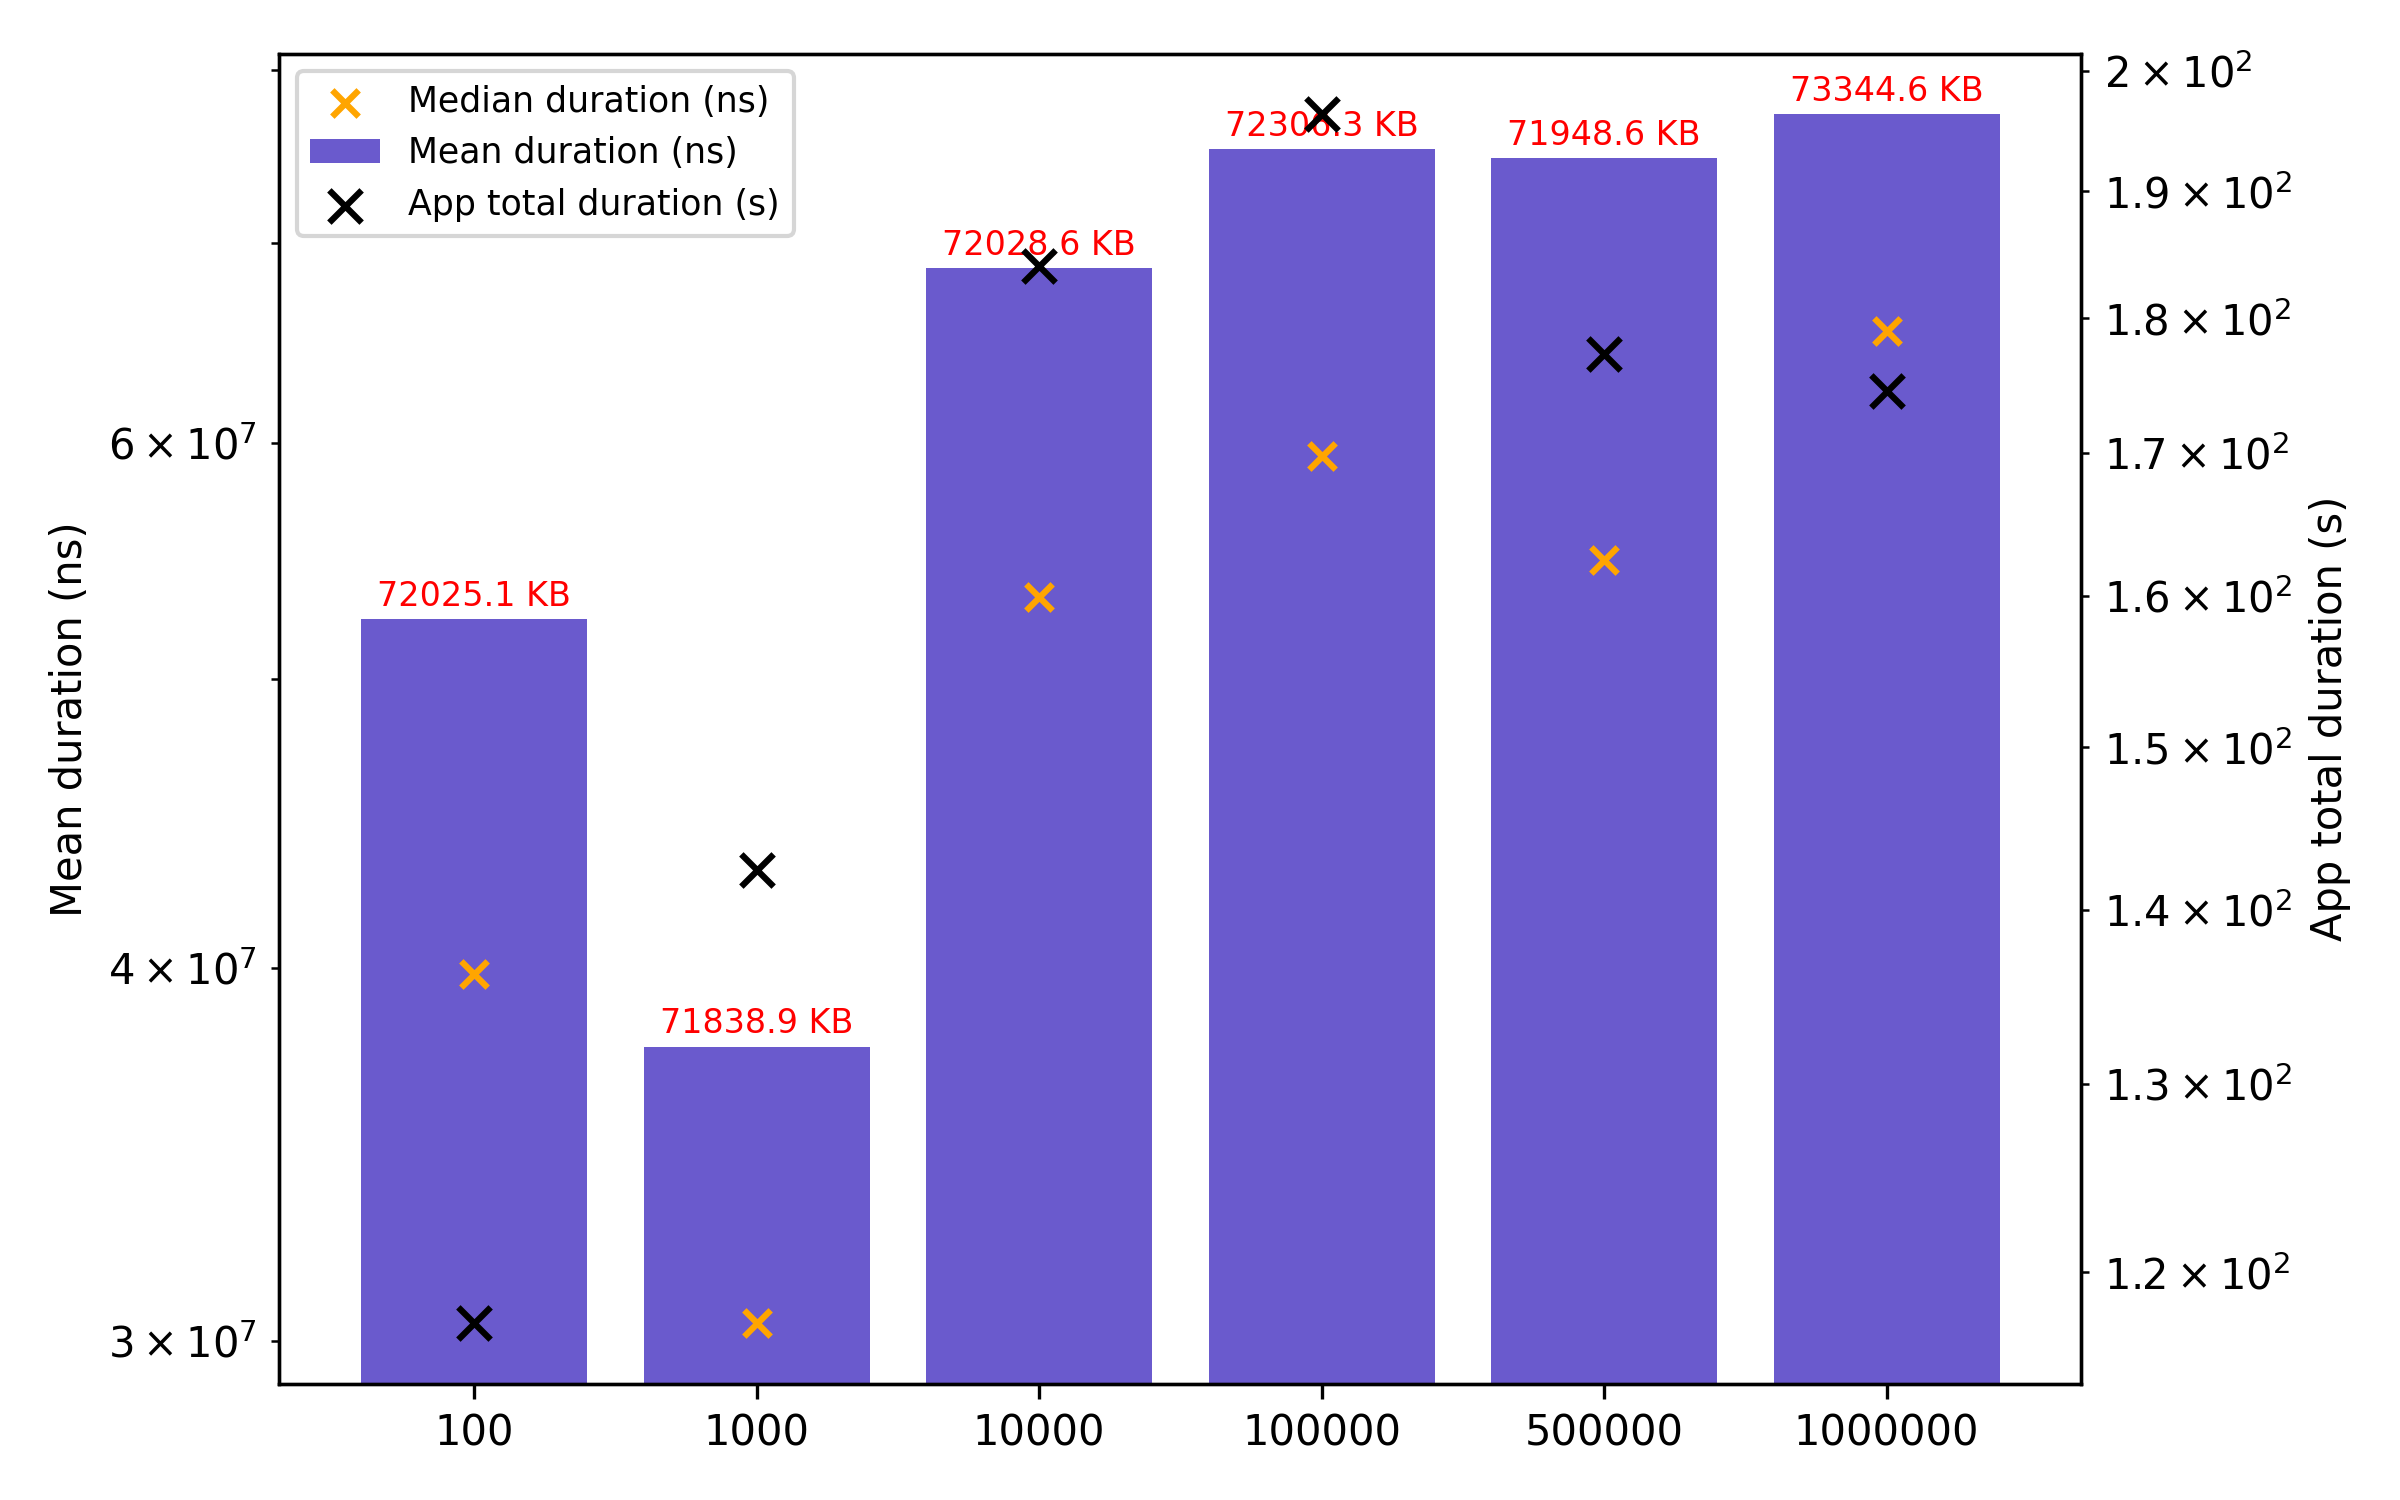 Median duration (ns)
Mean duration (ns)
App total duration (s)
72025.1 KB
71838.9 KB
72028.6 KB
72306.3 KB
71948.6 KB
73344.6 KB
Mean duration (ns)
6 × 10⁷
4 × 10⁷
3 × 10⁷
2 × 10²
1.9 × 10²
1.8 × 10²
1.7 × 10²
1.6 × 10²
1.5 × 10²
1.4 × 10²
1.3 × 10²
1.2 × 10²
App total duration (s)
100
1000
10000
100000
500000
1000000